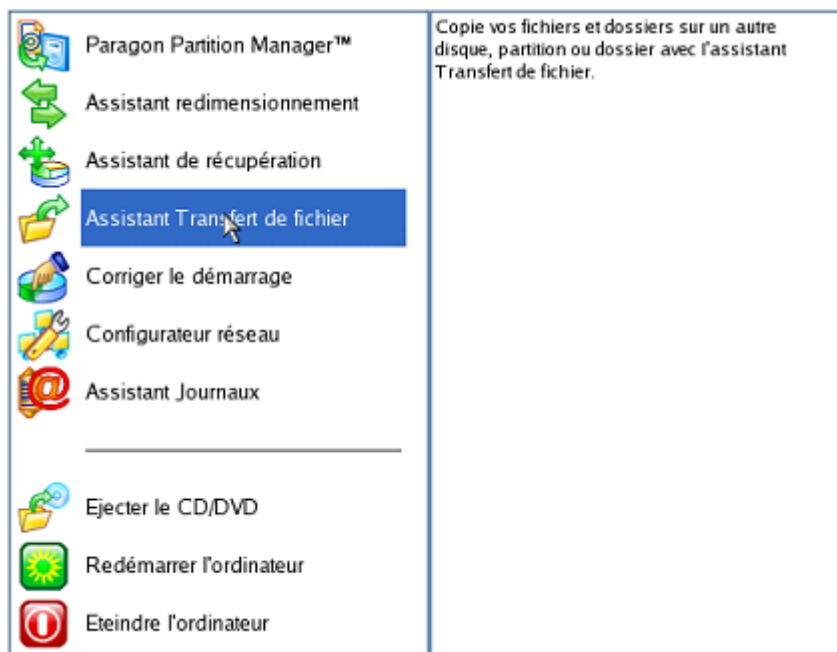 Paragon Partition Manager™
Assistant redimensionnement
Assistant de récupération
Assistant Transfert de fichier
Corriger le démarrage
Configurateur réseau
Assistant Journaux
Ejecter le CD/DVD
Redémarrer l'ordinateur
Eteindre l'ordinateur
Copie vos fichiers et dossiers sur un autre
disque, partition ou dossier avec l'assistant
Transfert de fichier.